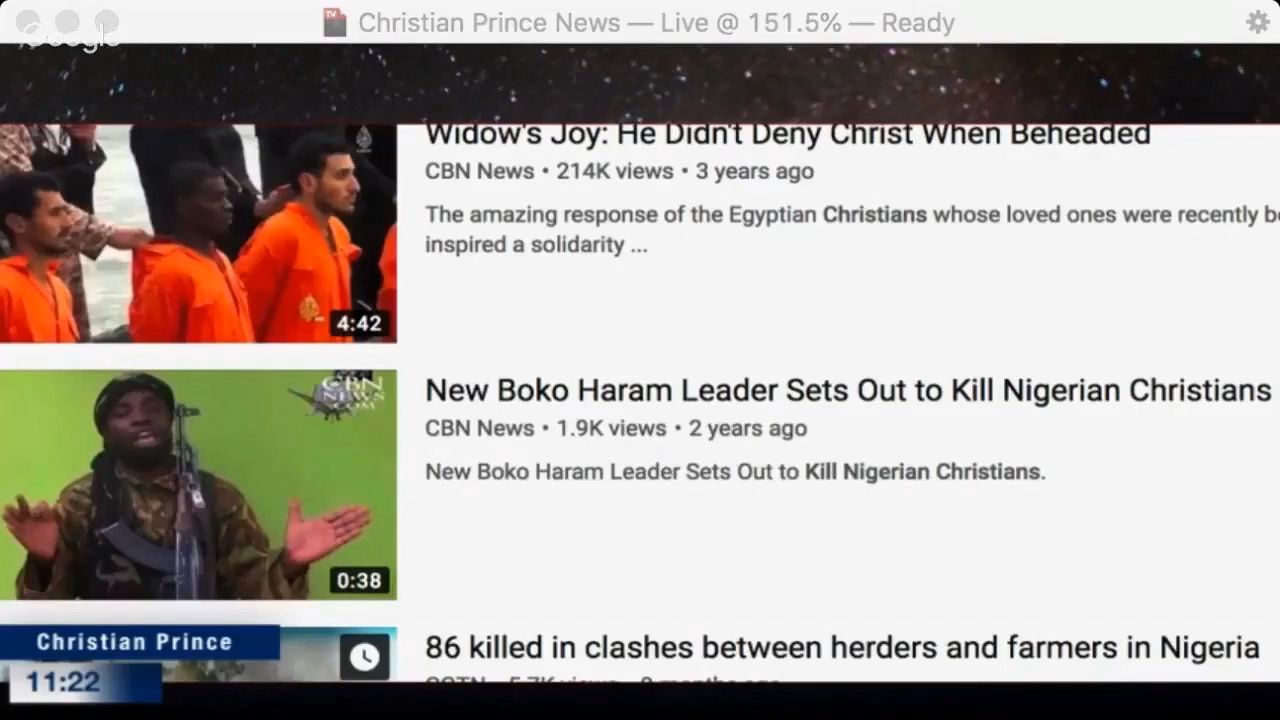 Christian Prince News — Live @ 151.5% — Ready
Google
Widow's Joy: He Didn't Deny Christ When Beheaded
CBN News • 214K views • 3 years ago
The amazing response of the Egyptian Christians whose loved ones were recently
inspired a solidarity ...
4:42
CBN
NEWS
.COM
New Boko Haram Leader Sets Out to Kill Nigerian Christians
CBN News • 1.9K views • 2 years ago
New Boko Haram Leader Sets Out to Kill Nigerian Christians.
0:38
Christian Prince
11:22
86 killed in clashes between herders and farmers in Nigeria